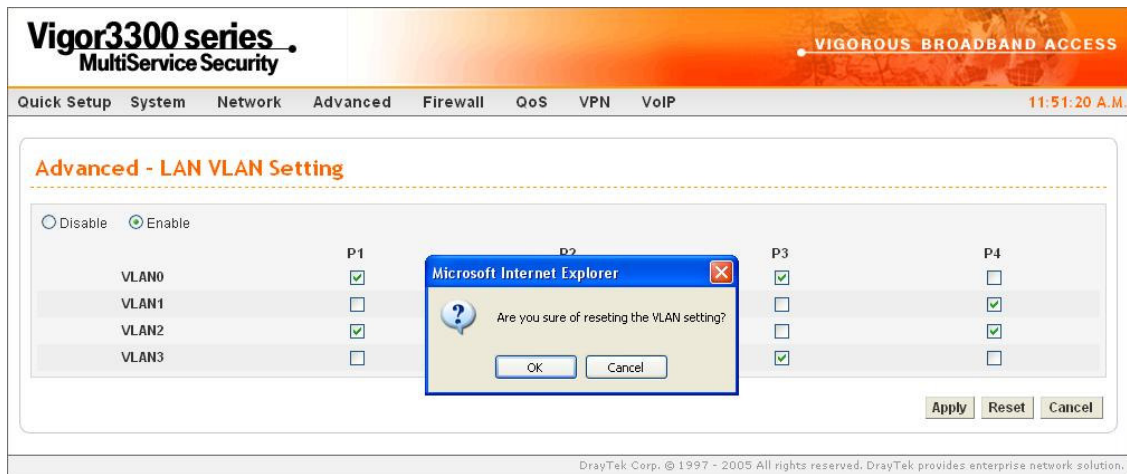 Vigor3300 series
MultiService Security
VIGOROUS BROADBAND ACCESS
Quick Setup System Network Advanced Firewall QoS VPN VoIP 11:51:20 A.M.
Advanced - LAN VLAN Setting
Disable Enable
P1 P2 P3 P4
VLAN0
VLAN1
VLAN2
VLAN3
Microsoft Internet Explorer
Are you sure of reseting the VLAN setting?
OK Cancel
Apply Reset Cancel
DrayTek Corp. © 1997 - 2005 All rights reserved. DrayTek provides enterprise network solution.